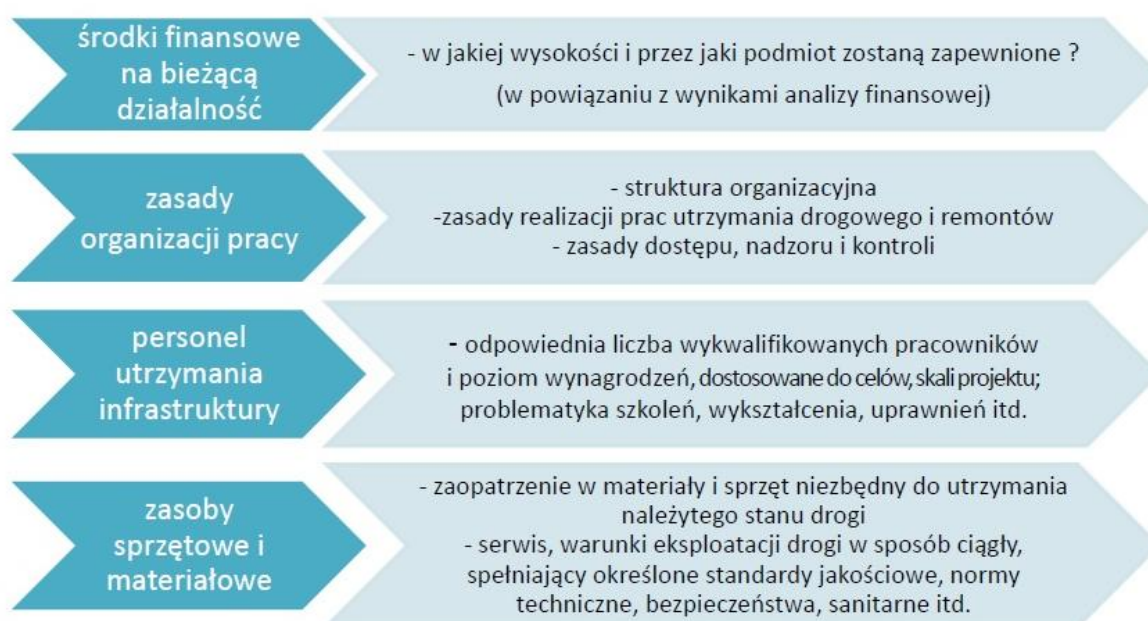 środki finansowe
na bieżącą
działalność
- w jakiej wysokości i przez jaki podmiot zostaną zapewnione ?
(w powiązaniu z wynikami analizy finansowej)
zasady
organizacji pracy
- struktura organizacyjna
-zasady realizacji prac utrzymania drogowego i remontów
- zasady dostępu, nadzoru i kontroli
personel
utrzymania
infrastruktury
- odpowiednia liczba wykwalifikowanych pracowników
i poziom wynagrodzeń, dostosowane do celów, skali projektu;
problematyka szkoleń, wykształcenia, uprawnień itd.
zasoby
sprzętowe i
materiałowe
- zaopatrzenie w materiały i sprzęt niezbędny do utrzymania
należytego stanu drogi
- serwis, warunki eksploatacji drogi w sposób ciągły,
spełniający określone standardy jakościowe, normy
techniczne, bezpieczeństwa, sanitarne itd.